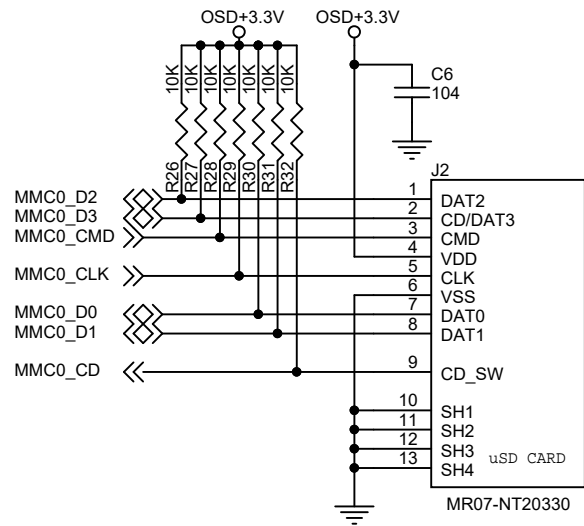 OSD+3.3V OSD+3.3V
10K 10K 10K 10K 10K 10K 10K
C6
104
R26 R27 R28 R29 R30 R31 R32
J2
MMC0_D2 1 DAT2
MMC0_D3 2 CD/DAT3
MMC0_CMD 3 CMD
4 VDD
MMC0_CLK 5 CLK
6 VSS
MMC0_D0 7 DAT0
MMC0_D1 8 DAT1
MMC0_CD 9 CD_SW
10 SH1
11 SH2
12 SH3
13 SH4
uSD CARD
MR07-NT20330